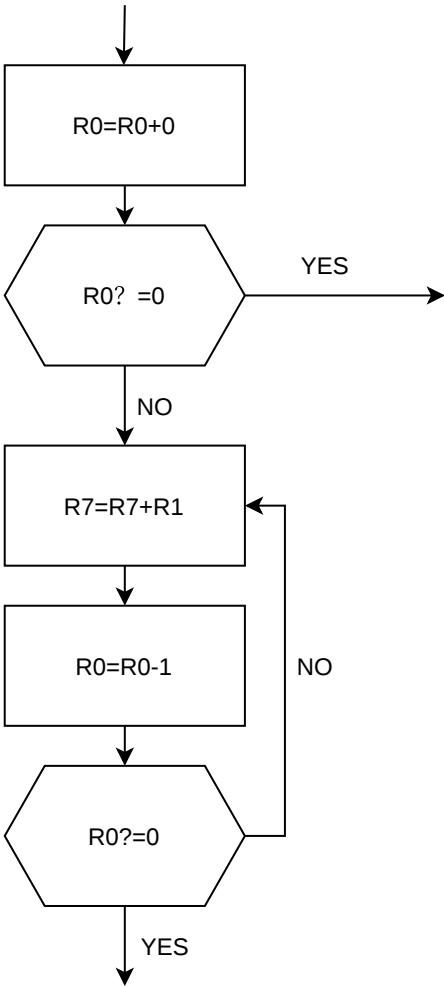 R0=R0+0
R0？ =0
YES
NO
R7=R7+R1
R0=R0-1
NO
R0?=0
YES